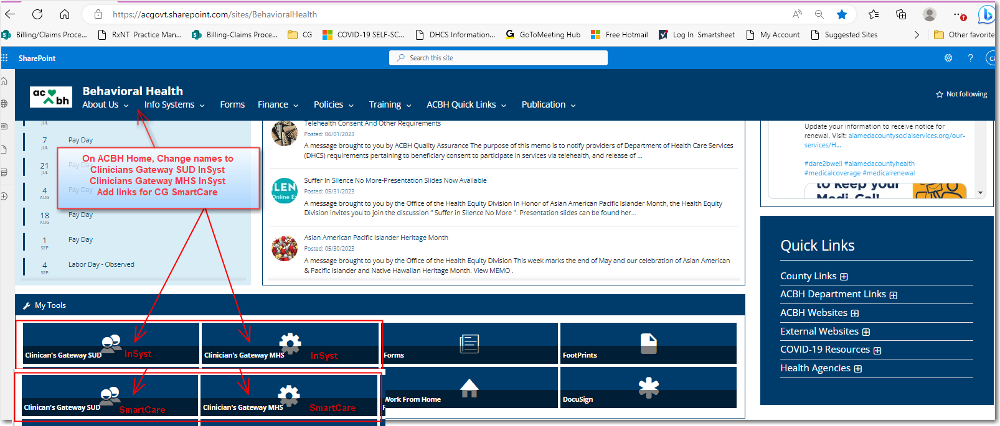 https://acgovt.sharepoint.com/sites/BehavioralHealth
Billing/Claims Proce...
RxNT Practice Man...
Billing-Claims Proce...
CG
COVID-19 SELF-SC...
DHCS Information...
GoToMeeting Hub
Free Hotmail
Log In Smartsheet
My Account
Suggested Sites
Other favorite
SharePoint
Search this site
?
ac bh
Behavioral Health
About Us
Info Systems
Forms
Finance
Policies
Training
ACBH Quick Links
Publication
Not following
JUL
7
JUL
Pay Day
21
JUL
Pay Day
4
AUG
Pay Day
18
AUG
Pay Day
1
SEP
Pay Day
4
SEP
Labor Day - Observed
On ACBH Home, Change names to
Clinicians Gateway SUD InSyst
Clinicians Gateway MHS InSyst
Add links for CG SmartCare
Telehealth Consent And Other Requirements
Posted: 06/01/2023
A message brought to you by ACBH Quality Assurance The purpose of this memo is to notify providers of Department of Health Care Services
(DHCS) requirements pertaining to beneficiary consent to participate in services via telehealth, and release of ...
Suffer In Silence No More-Presentation Slides Now Available
Posted: 05/31/2023
A message brought to you by the Office of the Health Equity Division In Honor of Asian American Pacific Islander Month, the Health Equity
Division invites you to join the discussion " Suffer in Silence No More ". Presentation slides can be found her...
Asian American Pacific Islander Heritage Month
Posted: 05/30/2023
A message brought to you by the Office of the Health Equity Division This week marks the end of May and our celebration of Asian American
& Pacific Islander and Native Hawaiian Heritage Month. View MEMO .
Update your information to receive notice for
renewal. Visit: alamedacountysocialservices.org/our-
services/H...
#dare2bwell #alamedacountyhealth
#medicalcoverage #medicalrenewal
to keep your
Medi-Cal!
Quick Links
County Links
ACBH Department Links
ACBH Websites
External Websites
COVID-19 Resources
Health Agencies
My Tools
Clinican's Gateway SUD
InSyst
Clinician's Gateway MHS
InSyst
Forms
FootPrints
Clinican's Gateway SUD
SmartCare
Clinician's Gateway MHS
SmartCare
Work From Home
DocuSign